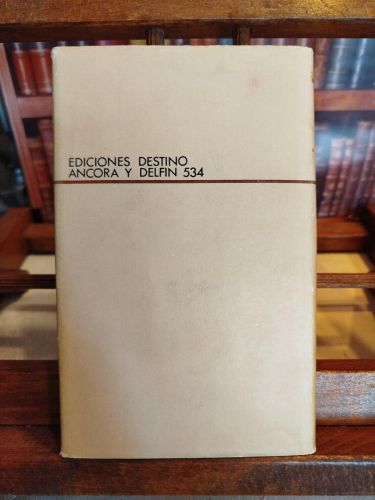 EDICIONES DESTINO
ANCORA Y DELFIN 534